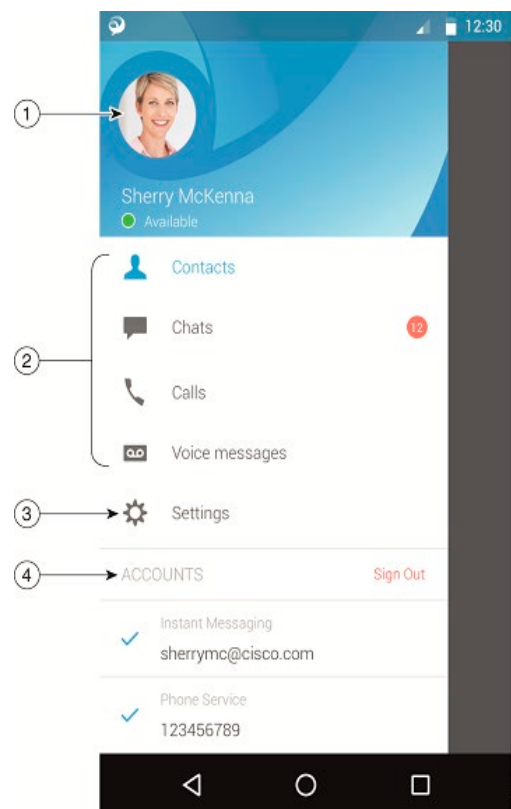 12:30
1
Sherry McKenna
Available
Contacts
Chats 12
2
Calls
Voice messages
3
Settings
4
ACCOUNTS Sign Out
Instant Messaging
sherrymc@cisco.com
Phone Service
123456789